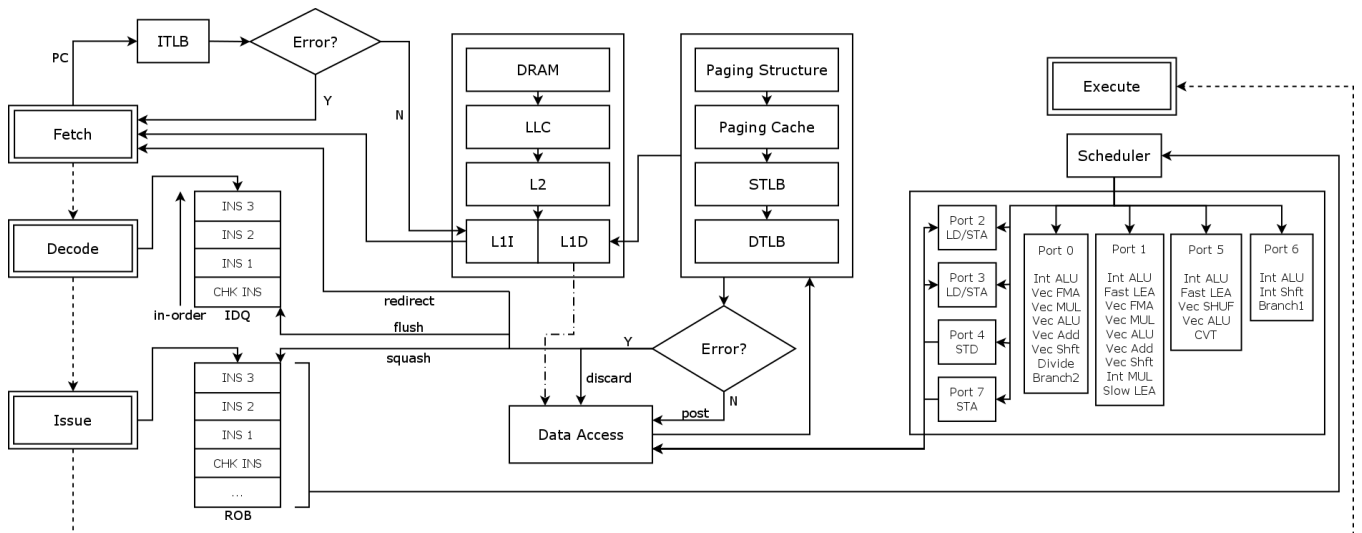 PC
ITLB
Error?
Y
N
Fetch
Decode
Issue
INS 3
INS 2
INS 1
CHK INS
IDQ
in-order
INS 3
INS 2
INS 1
CHK INS
...
ROB
DRAM
LLC
L2
L1I
L1D
redirect
flush
squash
Paging Structure
Paging Cache
STLB
DTLB
Error?
Y
N
discard
post
Data Access
Execute
Scheduler
Port 2
LD/STA
Port 3
LD/STA
Port 4
STD
Port 7
STA
Port 0
Int ALU
Vec FMA
Vec MUL
Vec ALU
Vec Add
Vec Shft
Divide
Branch2
Port 1
Int ALU
Fast LEA
Vec FMA
Vec MUL
Vec ALU
Vec Add
Vec Shft
Int MUL
Slow LEA
Port 5
Int ALU
Fast LEA
Vec SHUF
Vec ALU
CVT
Port 6
Int ALU
Int Shft
Branch1